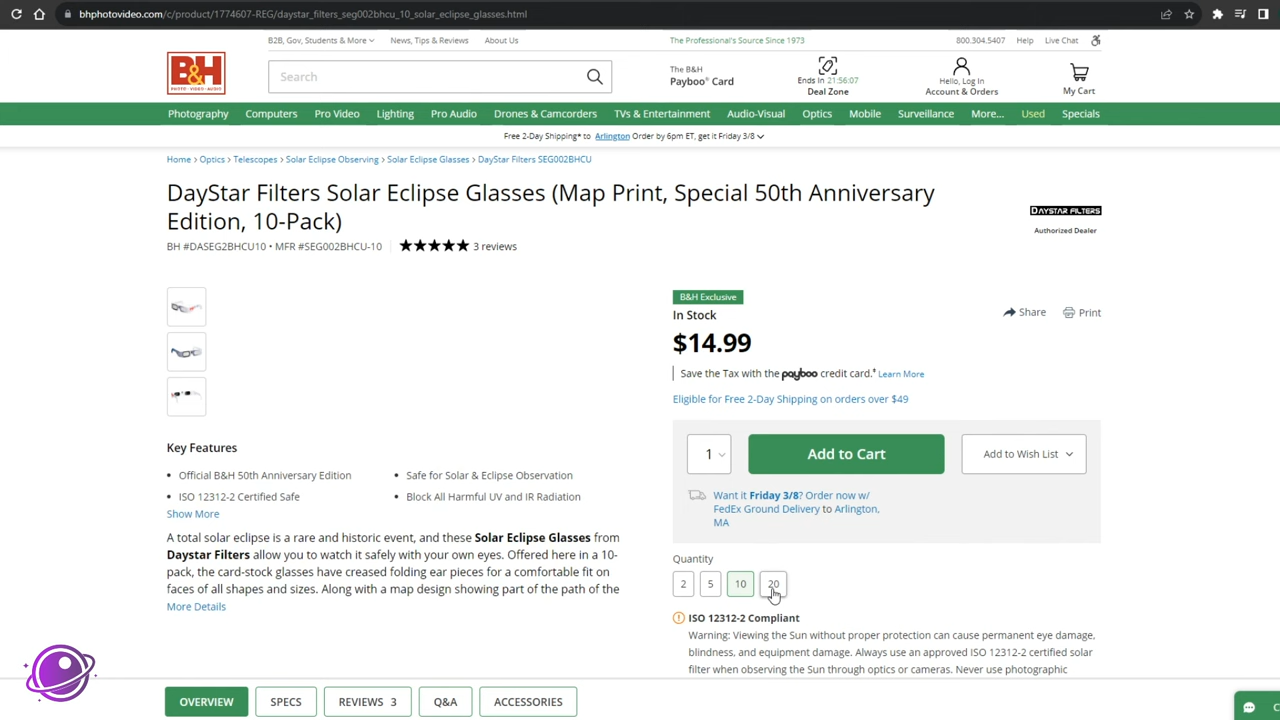 bhphotovideo.com/c/product/1774607-REG/daystar_filters_seg002bhcu_10_solar_eclipse_glasses.html
B2B, Gov, Students & More News, Tips & Reviews About Us The Professional's Source Since 1973 800.304.5407 Help Live Chat
B&H
PHOTO · VIDEO · AUDIO
Search
The B&H
Payboo® Card
Ends In 21:56:07
Deal Zone
Hello, Log In
Account & Orders
My Cart
Photography Computers Pro Video Lighting Pro Audio Drones & Camcorders TVs & Entertainment Audio-Visual Optics Mobile Surveillance More... Used Specials
Free 2-Day Shipping* to Arlington Order by 6pm ET, get it Friday 3/8
Home > Optics > Telescopes > Solar Eclipse Observing > Solar Eclipse Glasses > DayStar Filters SEG002BHCU
DayStar Filters Solar Eclipse Glasses (Map Print, Special 50th Anniversary
Edition, 10-Pack)
BH #DASEG2BHCU10 • MFR #SEG002BHCU-10 3 reviews
DAYSTAR FILTERS
Authorized Dealer
B&H Exclusive
In Stock
Share Print
$14.99
Save the Tax with the payboo credit card.‡ Learn More
Eligible for Free 2-Day Shipping on orders over $49
1 Add to Cart Add to Wish List
Want it Friday 3/8? Order now w/
FedEx Ground Delivery to Arlington,
MA
Quantity
2 5 10 20
ISO 12312-2 Compliant
Warning: Viewing the Sun without proper protection can cause permanent eye damage,
blindness, and equipment damage. Always use an approved ISO 12312-2 certified solar
filter when observing the Sun through optics or cameras. Never use photographic
Key Features
• Official B&H 50th Anniversary Edition • Safe for Solar & Eclipse Observation
• ISO 12312-2 Certified Safe • Block All Harmful UV and IR Radiation
Show More
A total solar eclipse is a rare and historic event, and these Solar Eclipse Glasses from
Daystar Filters allow you to watch it safely with your own eyes. Offered here in a 10-
pack, the card-stock glasses have creased folding ear pieces for a comfortable fit on
faces of all shapes and sizes. Along with a map design showing part of the path of the
More Details
OVERVIEW SPECS REVIEWS 3 Q&A ACCESSORIES